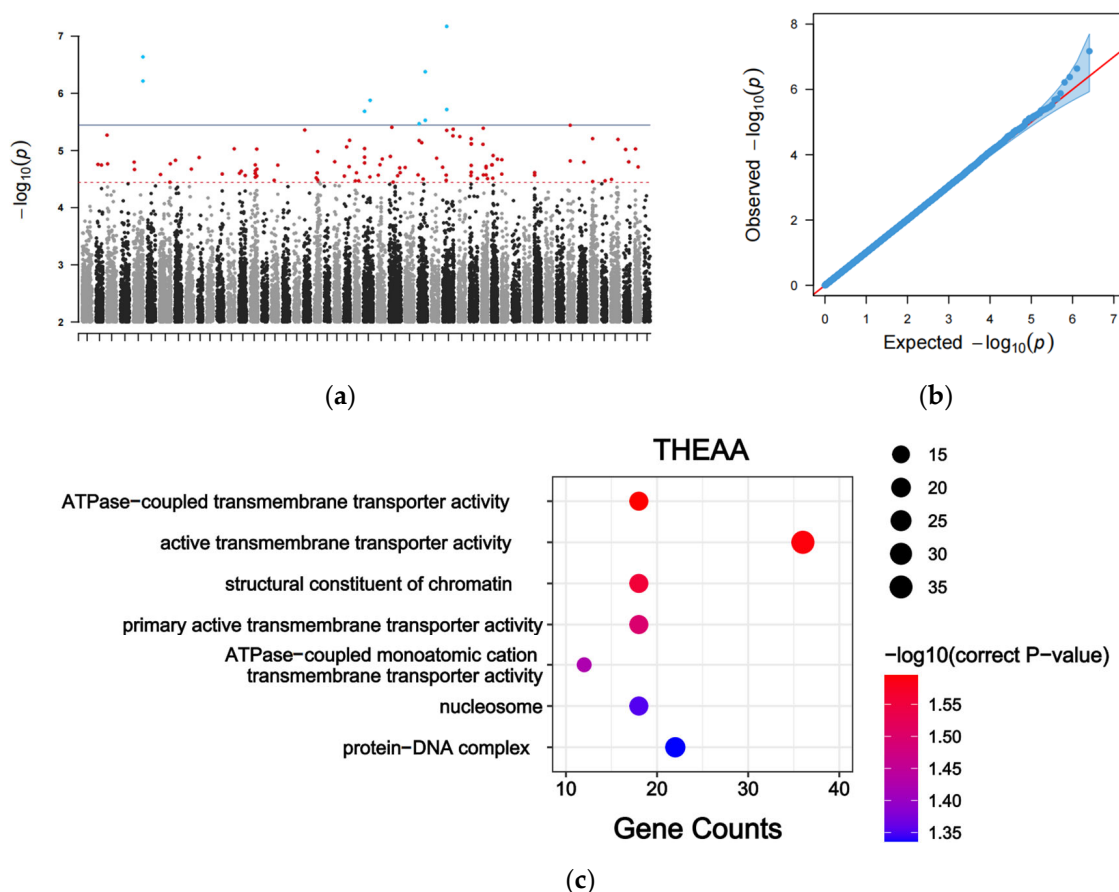 7
6
5
4
3
2
−log10(p)
(a)
8
6
4
2
0
Observed −log10(p)
0 1 2 3 4 5 6 7
Expected −log10(p)
(b)
THEAA
ATPase−coupled transmembrane transporter activity
active transmembrane transporter activity
structural constituent of chromatin
primary active transmembrane transporter activity
ATPase−coupled monoatomic cation
transmembrane transporter activity
nucleosome
protein−DNA complex
10 20 30 40
Gene Counts
15
20
25
30
35
−log10(correct P−value)
1.55
1.50
1.45
1.40
1.35
(c)